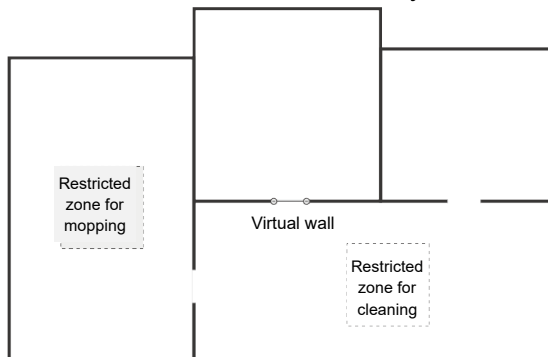 Restricted
zone for
mopping
Virtual wall
Restricted
zone for
cleaning